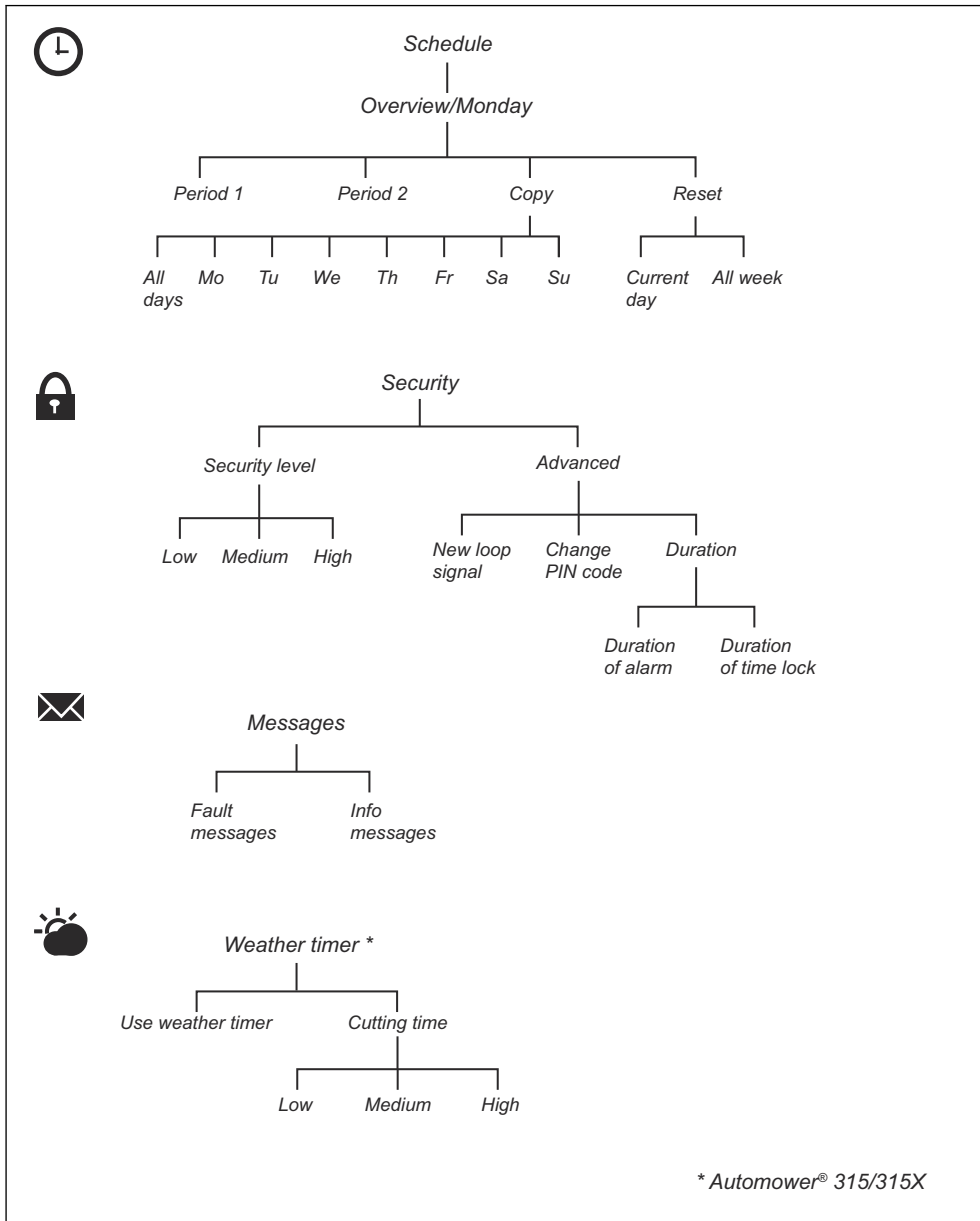 Schedule
Overview/Monday
Period 1 Period 2 Copy Reset
All days Mo Tu We Th Fr Sa Su Current day All week
Security
Security level Advanced
Low Medium High New loop signal Change PIN code Duration
Duration of alarm Duration of time lock
Messages
Fault messages Info messages
Weather timer *
Use weather timer Cutting time
Low Medium High
* Automower® 315/315X